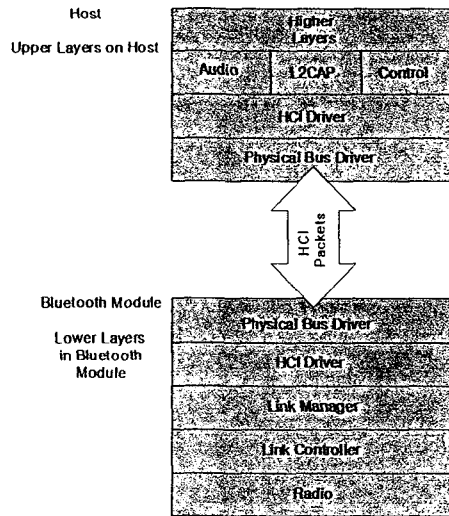 Host
Upper Layers on Host
Higher
Layers
Audio L2CAP Control
HCI Driver
Physical Bus Driver
HCI
Packets
Bluetooth Module
Lower Layers
in Bluetooth
Module
Physical Bus Driver
HCI Driver
Link Manager
Link Controller
Radio